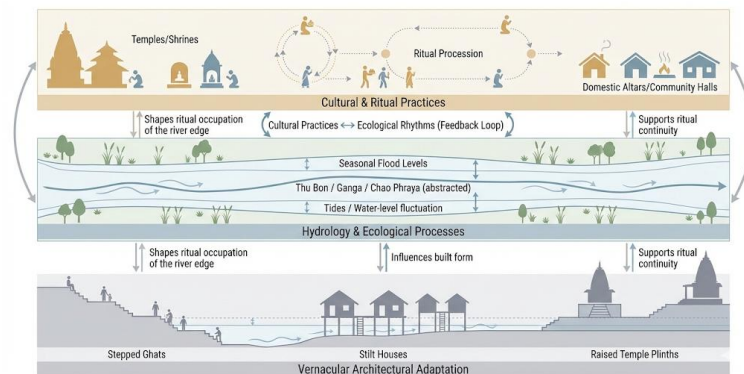 Temples/Shrines
Ritual Procession
Domestic Altars/Community Halls
Cultural & Ritual Practices
Shapes ritual occupation
of the river edge
Cultural Practices ↔ Ecological Rhythms (Feedback Loop)
Supports ritual
continuity
Seasonal Flood Levels
Thu Bon / Ganga / Chao Phraya (abstracted)
Tides / Water-level fluctuation
Hydrology & Ecological Processes
Shapes ritual occupation
of the river edge
Influences built form
Supports ritual
continuity
Stepped Ghats
Stilt Houses
Raised Temple Plinths
Vernacular Architectural Adaptation